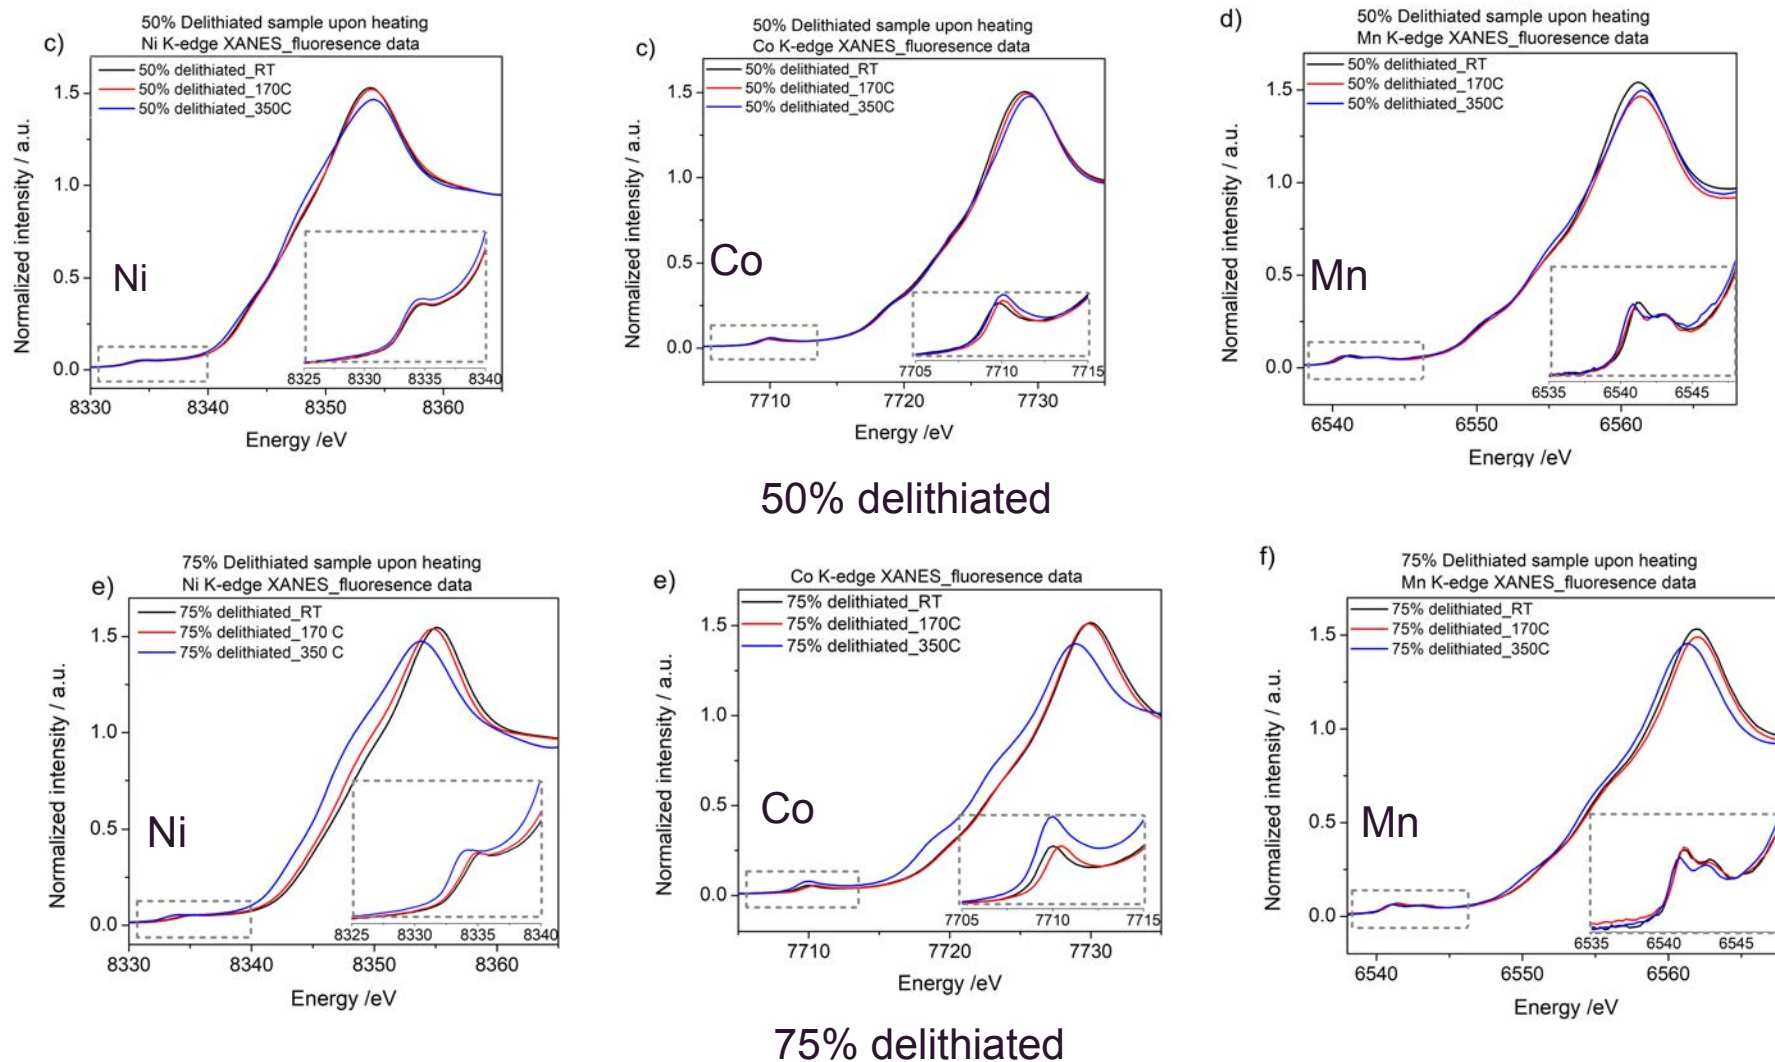 c)
50% Delithiated sample upon heating
Ni K-edge XANES_fluoresence data
50% delithiated_RT
50% delithiated_170C
50% delithiated_350C
Normalized intensity / a.u.
1.5
1.0
0.5
0.0
Ni
8325 8330 8335 8340
8330 8340 8350 8360
Energy /eV
c)
50% Delithiated sample upon heating
Co K-edge XANES_fluoresence data
50% delithiated_RT
50% delithiated_170C
50% delithiated_350C
Normalized intensity / a.u.
1.5
1.0
0.5
0.0
Co
7705 7710 7715
7710 7720 7730
Energy /eV
d)
50% Delithiated sample upon heating
Mn K-edge XANES_fluoresence data
50% delithiated_RT
50% delithiated_170C
50% delithiated_350C
Normalized intensity / a.u.
1.5
1.0
0.5
0.0
Mn
6535 6540 6545
6540 6550 6560
Energy /eV
50% delithiated
e)
75% Delithiated sample upon heating
Ni K-edge XANES_fluoresence data
75% delithiated_RT
75% delithiated_170 C
75% delithiated_350 C
Normalized intensity / a.u.
1.5
1.0
0.5
0.0
Ni
8325 8330 8335 8340
8330 8340 8350 8360
Energy /eV
e)
Co K-edge XANES_fluoresence data
75% delithiated_RT
75% delithiated_170C
75% delithiated_350C
Normalized intensity / a.u.
1.5
1.0
0.5
0.0
Co
7705 7710 7715
7710 7720 7730
Energy /eV
f)
75% Delithiated sample upon heating
Mn K-edge XANES_fluoresence data
75% delithiated_RT
75% delithiated_170C
75% delithiated_350C
Normalized intensity / a.u.
1.5
1.0
0.5
0.0
Mn
6535 6540 6545
6540 6550 6560
Energy /eV
75% delithiated